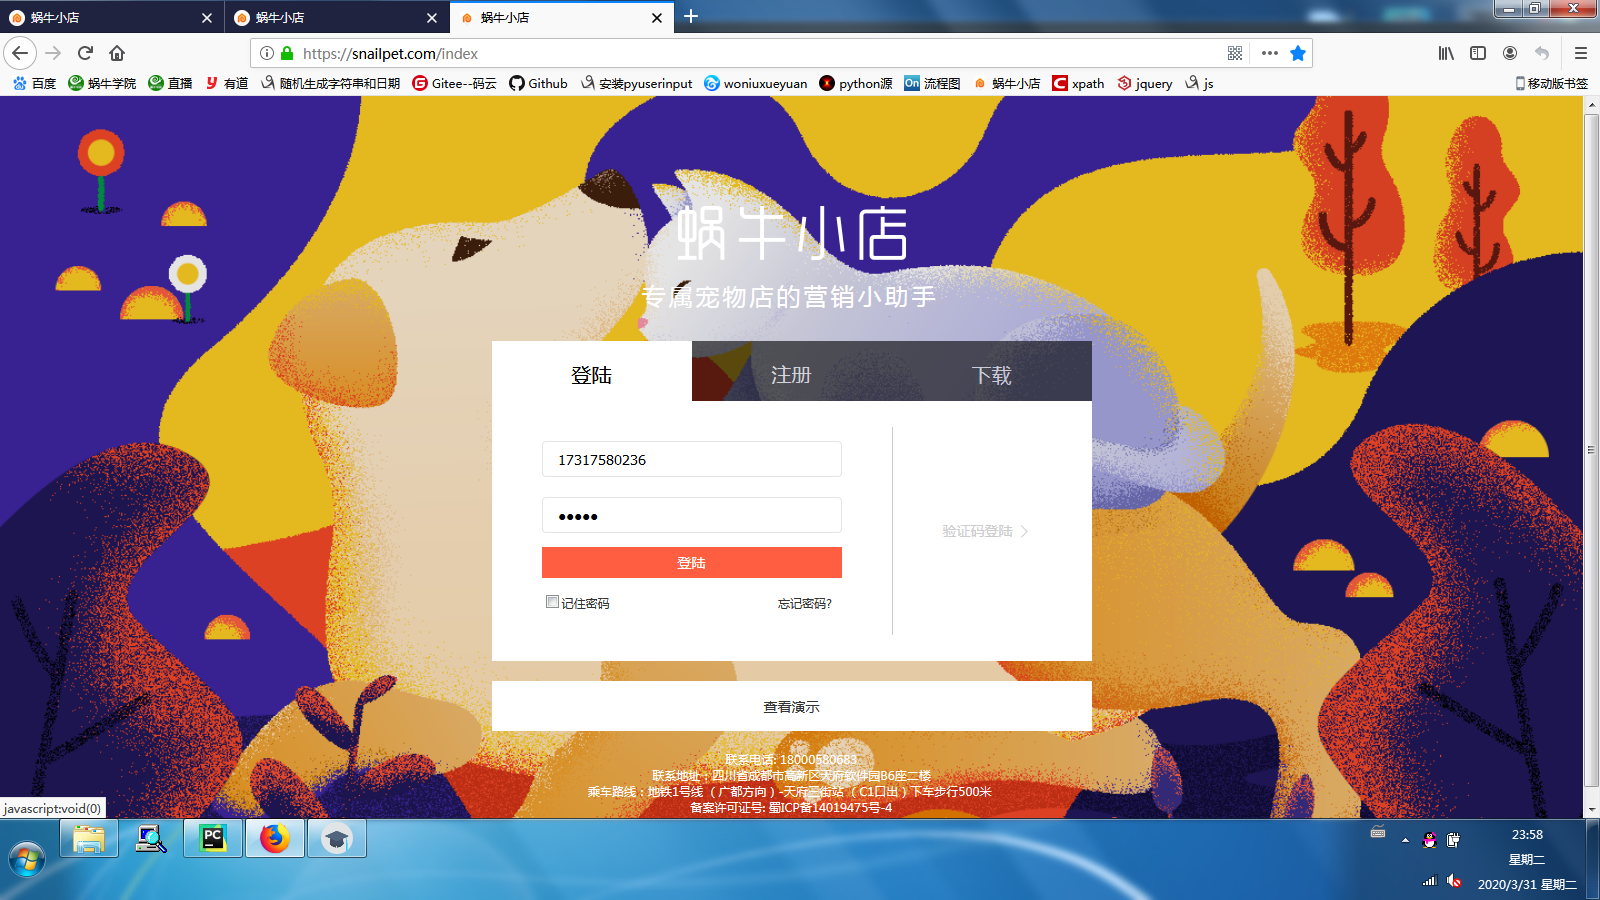 蜗牛小店
蜗牛小店
蜗牛小店
https://snailpet.com/index
百度
蜗牛学院
直播
有道
随机生成字符串和日期
Gitee--码云
Github
安装pyuserinput
woniuxueyuan
python源
On
流程图
蜗牛小店
xpath
jquery
js
移动版书签
蜗牛小店
专属宠物店的营销小助手
登陆
注册
下载
17317580236
登陆
记住密码
忘记密码?
验证码登陆
查看演示
联系电话: 18000580683
联系地址：四川省成都市高新区天府软件园B6座二楼
乘车路线：地铁1号线（广都方向）-天府三街站 （C1口出）下车步行500米
备案许可证号: 蜀ICP备14019475号-4
javascript:void(0)
PC
23:58
星期二
2020/3/31 星期二